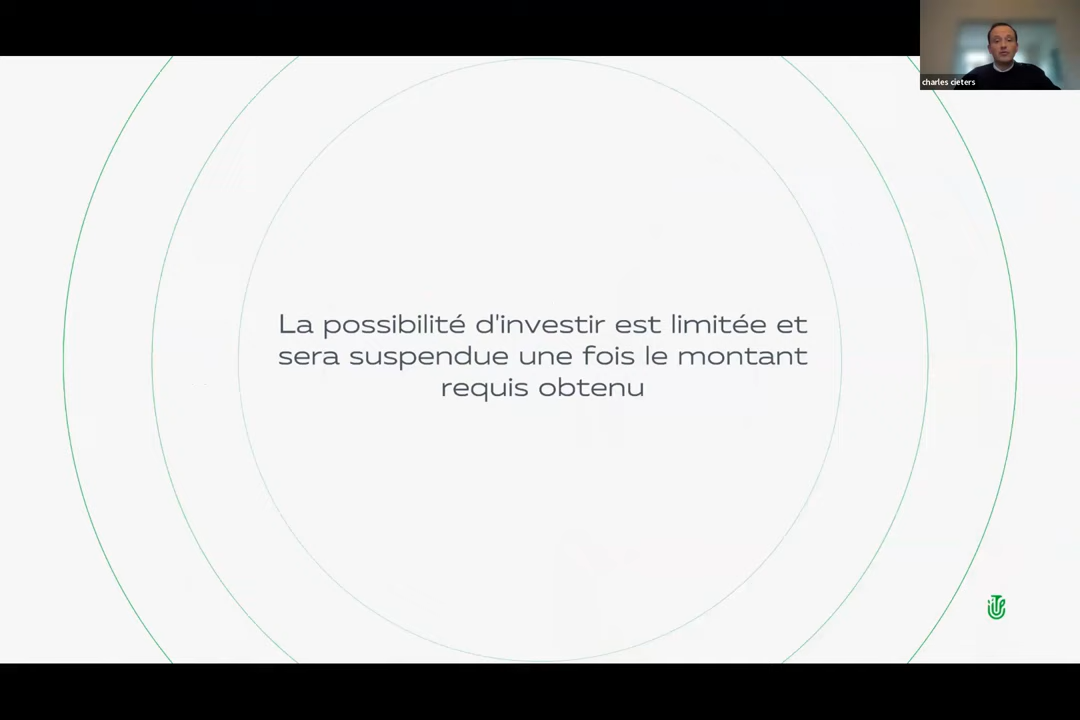 charles cieters
La possibilité d'investir est limitée et
sera suspendue une fois le montant
requis obtenu